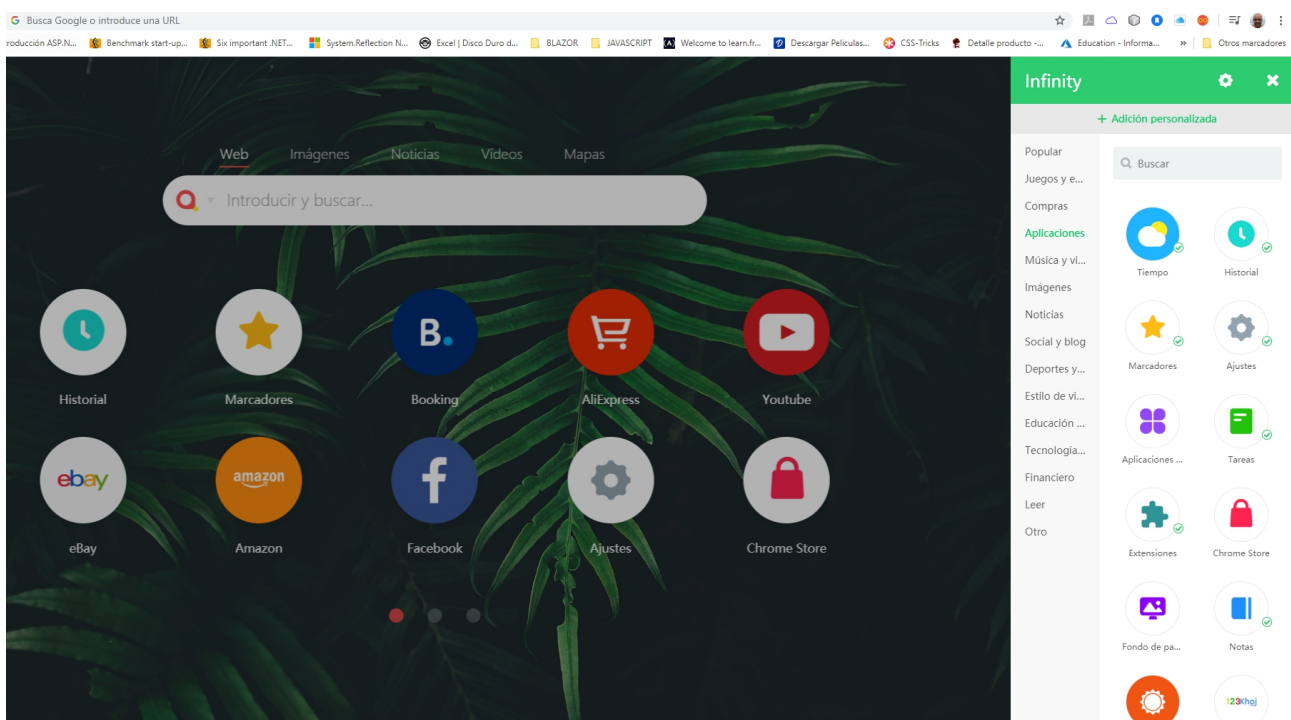 Busca Google o introduce una URL
roducción ASP.N... Benchmark start-up... Six important .NET... System.Reflection N... Excel | Disco Duro d... BLAZOR JAVASCRIPT Welcome to learn.fr... Descargar Peliculas... CSS-Tricks Detalle producto -... Education - Informa... » Otros marcadores
Web Imágenes Noticias Vídeos Mapas
Introducir y buscar...
Historial Marcadores Booking AliExpress Youtube
B.
ebay amazon f
eBay Amazon Facebook Ajustes Chrome Store
Infinity
+ Adición personalizada
Popular
Juegos y e...
Compras
Aplicaciones
Música y vi...
Imágenes
Noticias
Social y blog
Deportes y...
Estilo de vi...
Educación ...
Tecnología...
Financiero
Leer
Otro
Buscar
Tiempo Historial
Marcadores Ajustes
Aplicaciones ... Tareas
Extensiones Chrome Store
Fondo de pa... Notas
123Khoj